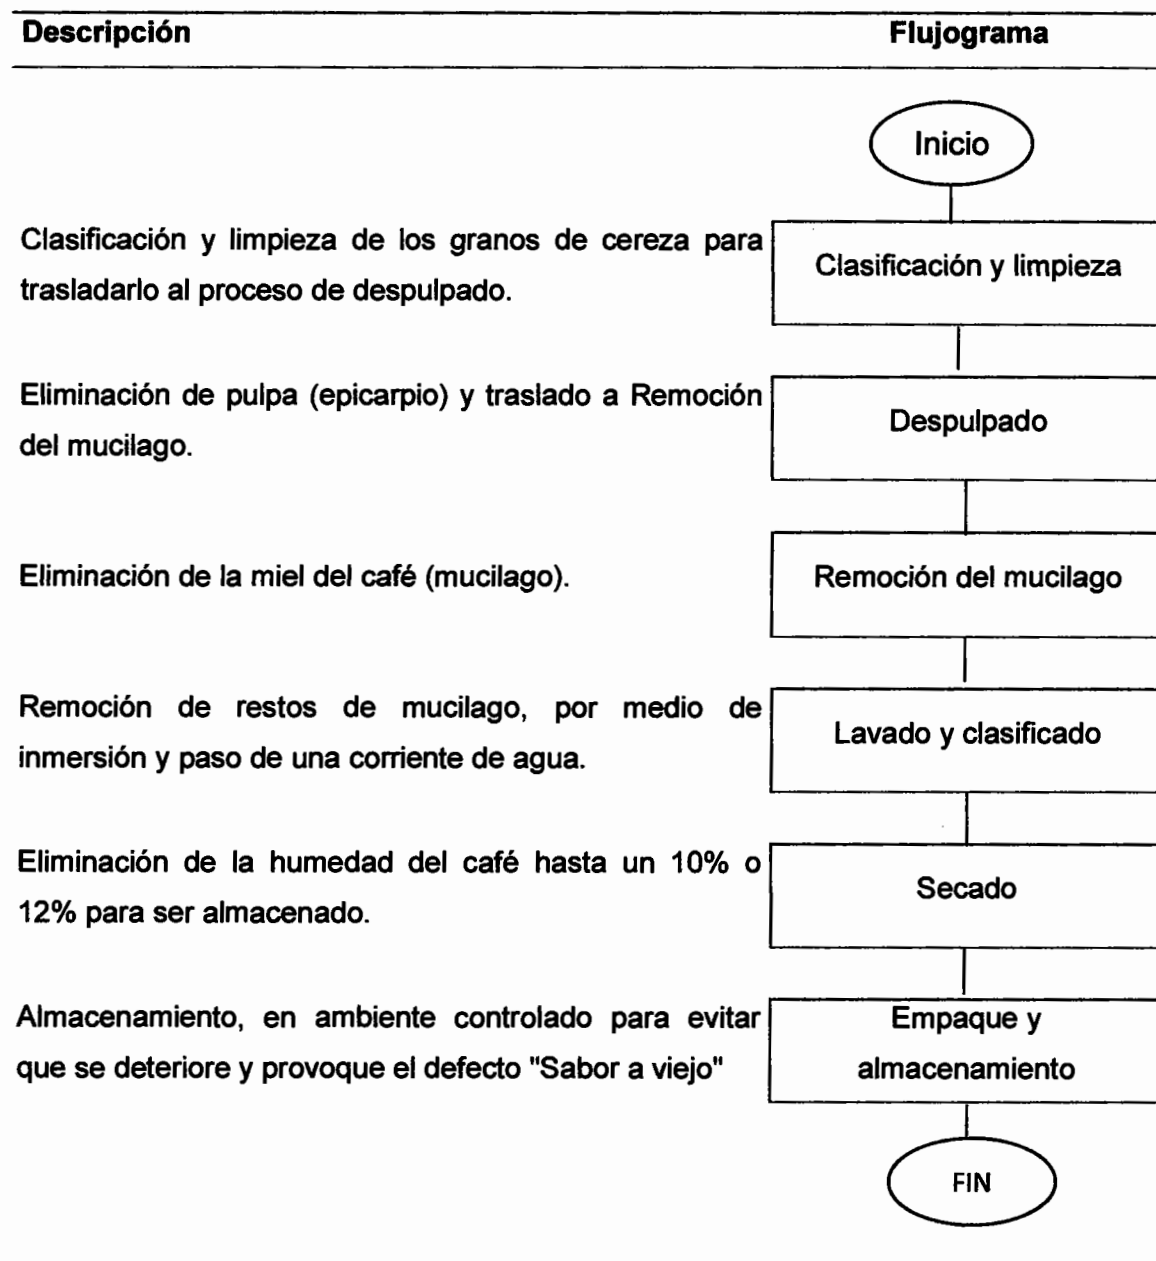 Descripción Flujograma
Inicio
Clasificación y limpieza de los granos de cereza para
trasladarlo al proceso de despulpado.
Clasificación y limpieza
Eliminación de pulpa (epicarpio) y traslado a Remoción
del mucilago.
Despulpado
Eliminación de la miel del café (mucilago).
Remoción del mucilago
Remoción de restos de mucilago, por medio de
inmersión y paso de una corriente de agua.
Lavado y clasificado
Eliminación de la humedad del café hasta un 10% o
12% para ser almacenado.
Secado
Almacenamiento, en ambiente controlado para evitar
que se deteriore y provoque el defecto "Sabor a viejo"
Empaque y
almacenamiento
FIN